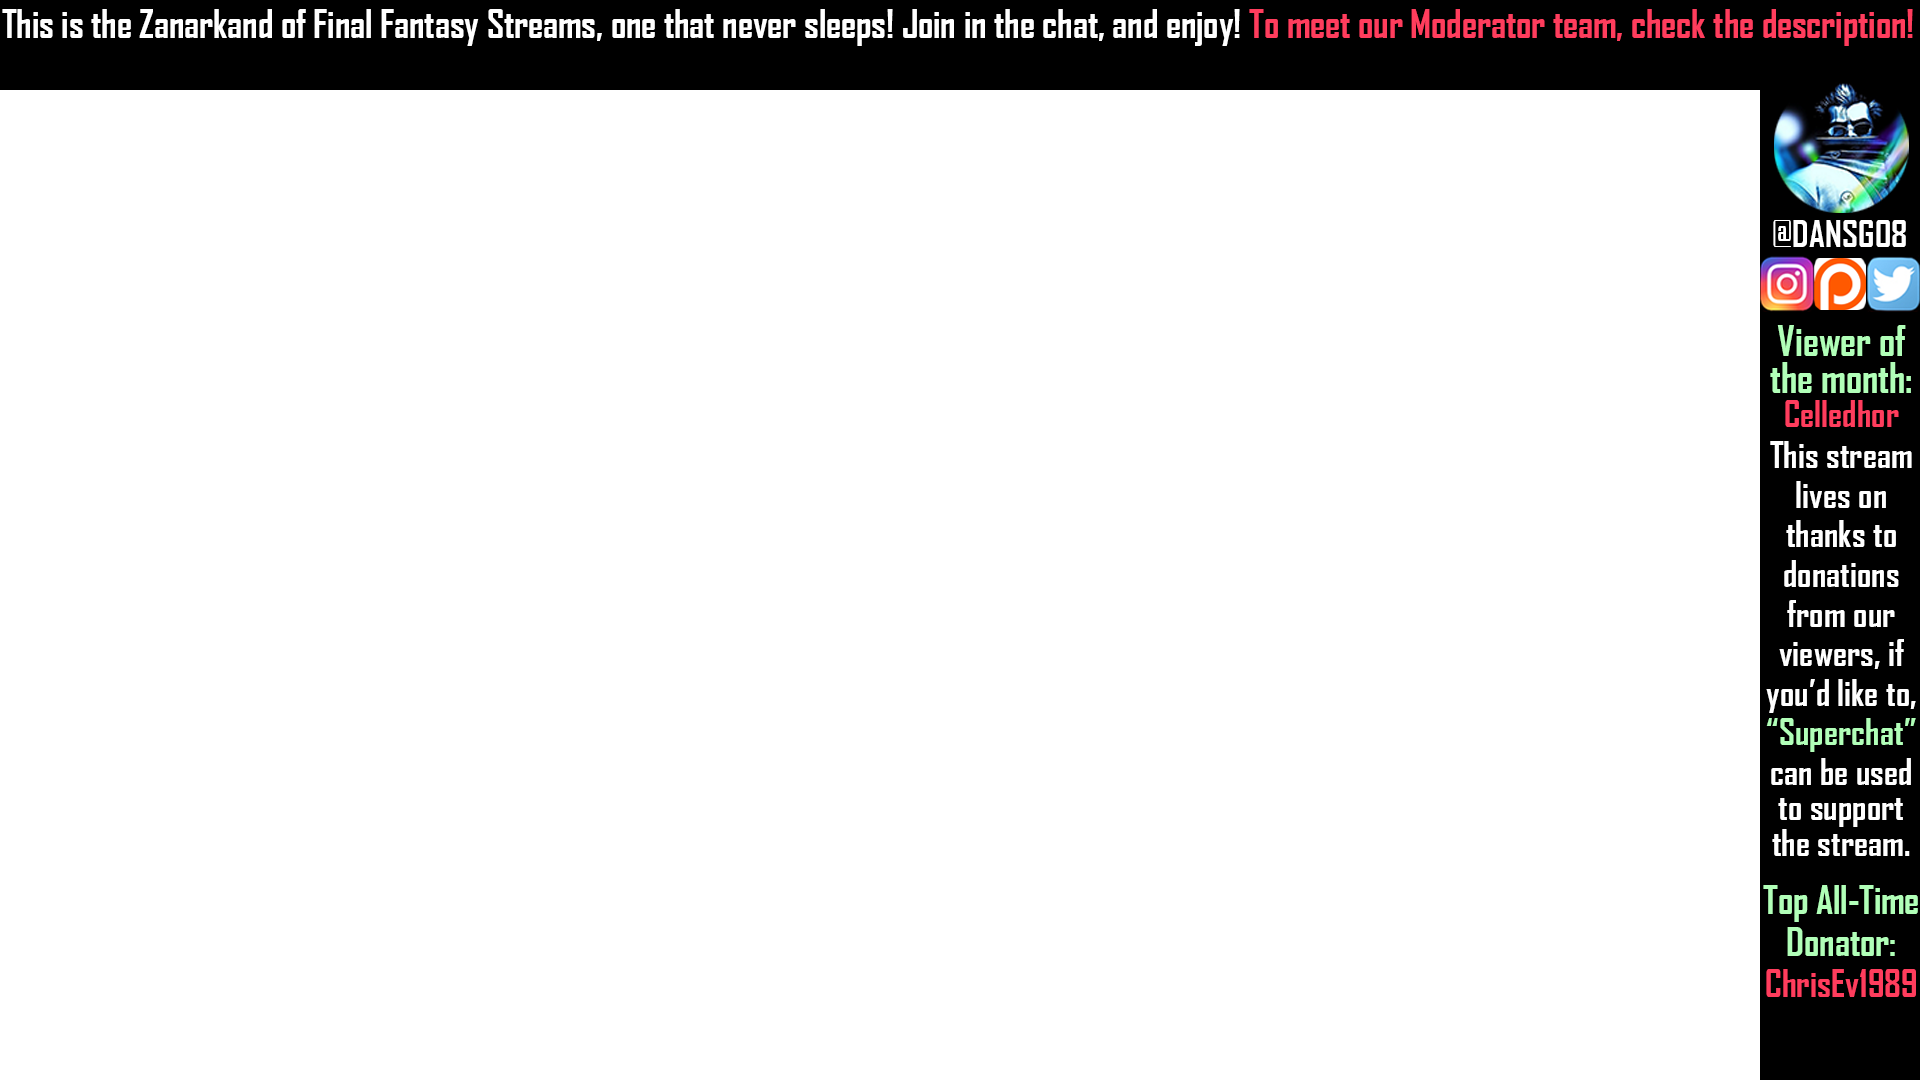 This is the Zanarkand of Final Fantasy Streams, one that never sleeps! Join in the chat, and enjoy! To meet our Moderator team, check the description!
@DANSG08
Viewer of
the month:
Celledhor
This stream
lives on
thanks to
donations
from our
viewers, if
you’d like to,
“Superchat”
can be used
to support
the stream.
Top All-Time
Donator:
ChrisEv1989